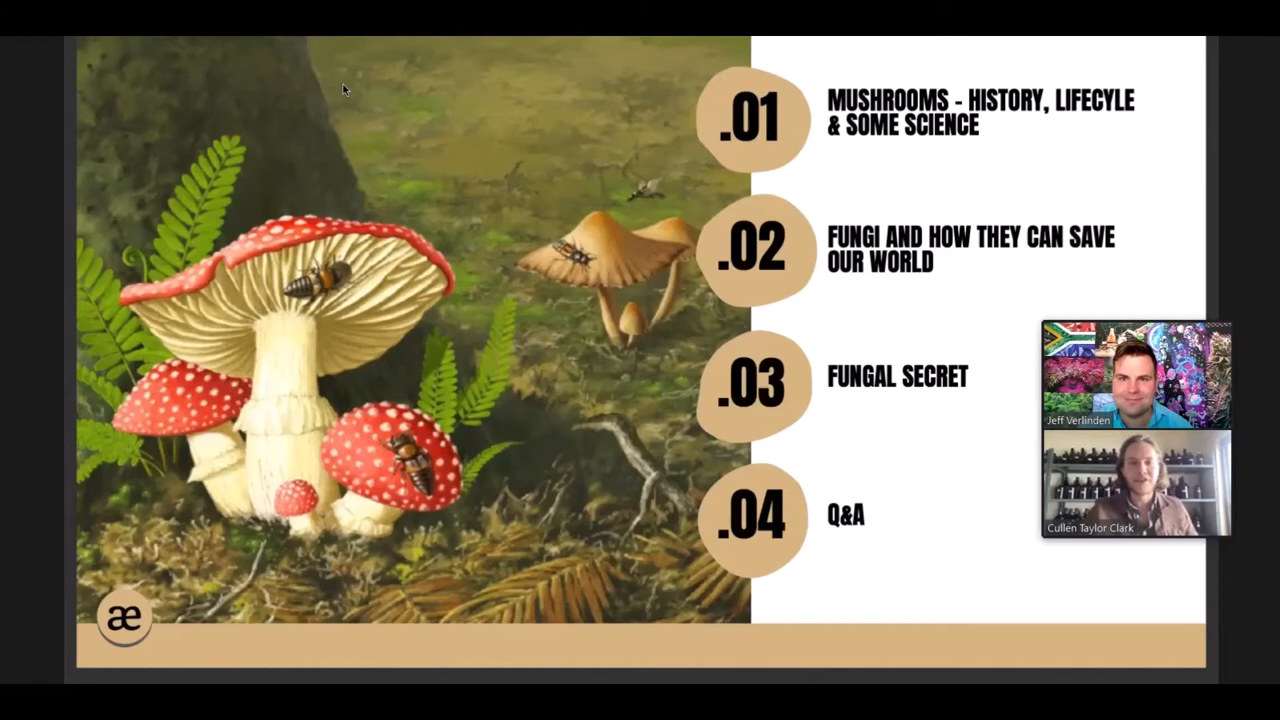 .01
MUSHROOMS - HISTORY, LIFECYLE
& SOME SCIENCE
.02
FUNGI AND HOW THEY CAN SAVE
OUR WORLD
.03
FUNGAL SECRET
.04
Q&A
Jeff Verlinden
Cullen Taylor Clark
æ